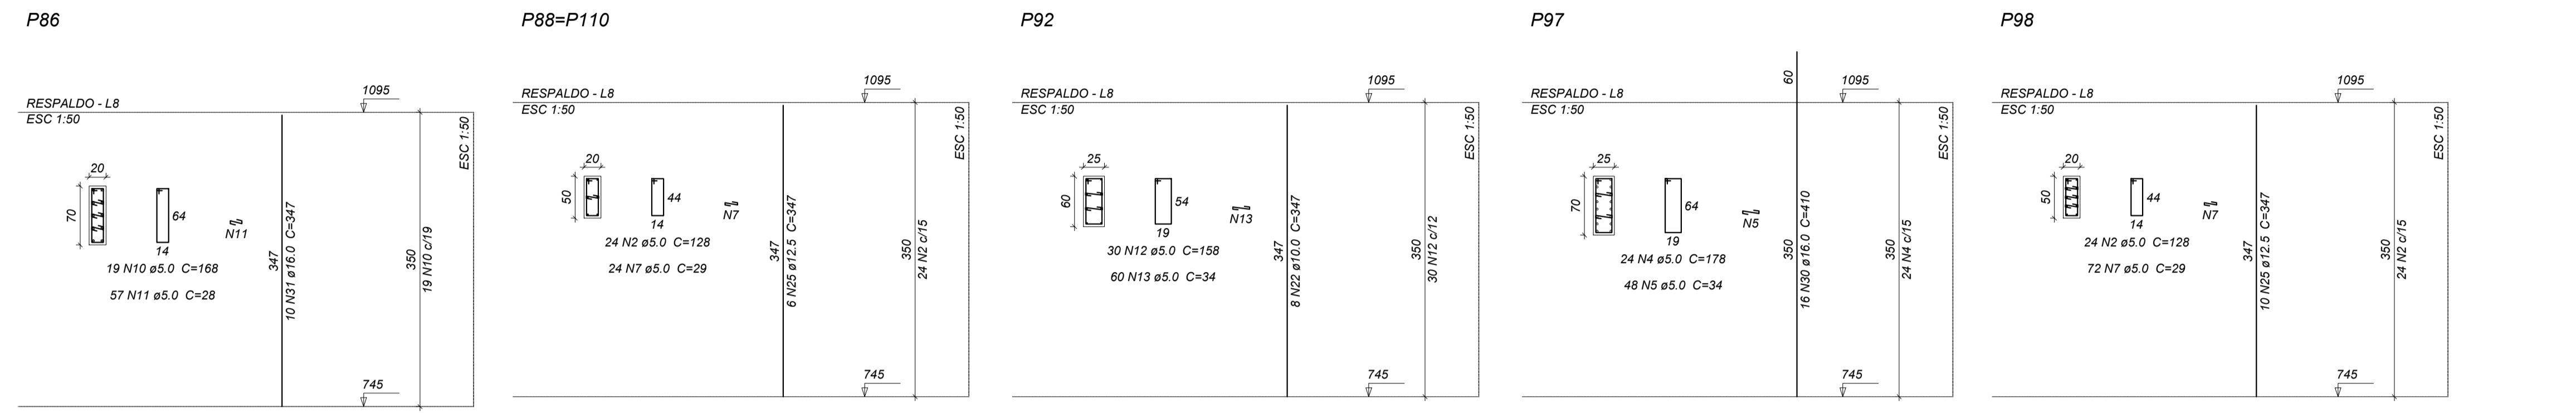 P86
RESPALDO - L8
ESC 1:50
1095
ESC 1:50
20
70
64
14
N11
19 N10 ø5.0 C=168
57 N11 ø5.0 C=28
347
10 N31 ø16.0 C=347
350
19 N10 c/19
745
P88=P110
RESPALDO - L8
ESC 1:50
1095
ESC 1:50
20
50
44
14
N7
24 N2 ø5.0 C=128
24 N7 ø5.0 C=29
347
6 N25 ø12.5 C=347
350
24 N2 c/15
745
P92
RESPALDO - L8
ESC 1:50
1095
ESC 1:50
25
60
54
19
N13
30 N12 ø5.0 C=158
60 N13 ø5.0 C=34
347
8 N22 ø10.0 C=347
350
30 N12 c/12
745
P97
60
RESPALDO - L8
ESC 1:50
1095
ESC 1:50
25
70
64
19
N5
24 N4 ø5.0 C=178
48 N5 ø5.0 C=34
350
16 N30 ø16.0 C=410
350
24 N4 c/15
745
P98
RESPALDO - L8
ESC 1:50
1095
ESC 1:50
20
50
44
14
N7
24 N2 ø5.0 C=128
72 N7 ø5.0 C=29
347
10 N25 ø12.5 C=347
350
24 N2 c/15
745